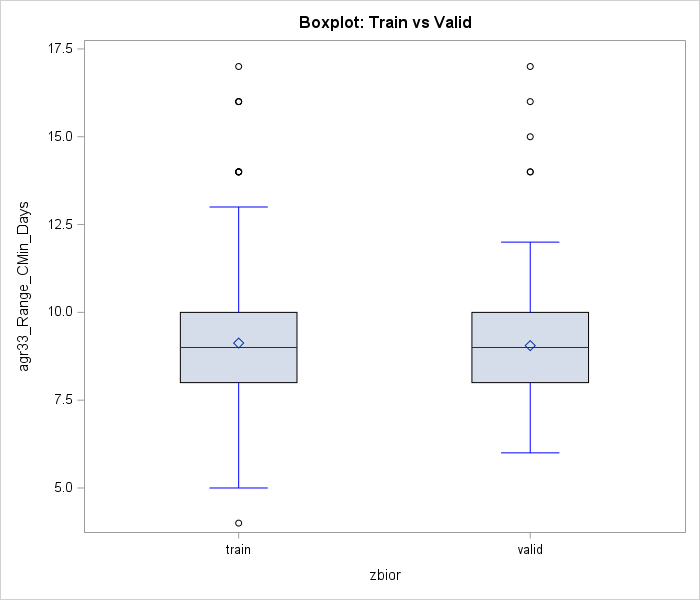 Boxplot: Train vs Valid
17.5
15.0
12.5
10.0
7.5
5.0
agr33_Range_CMin_Days
train
valid
zbior